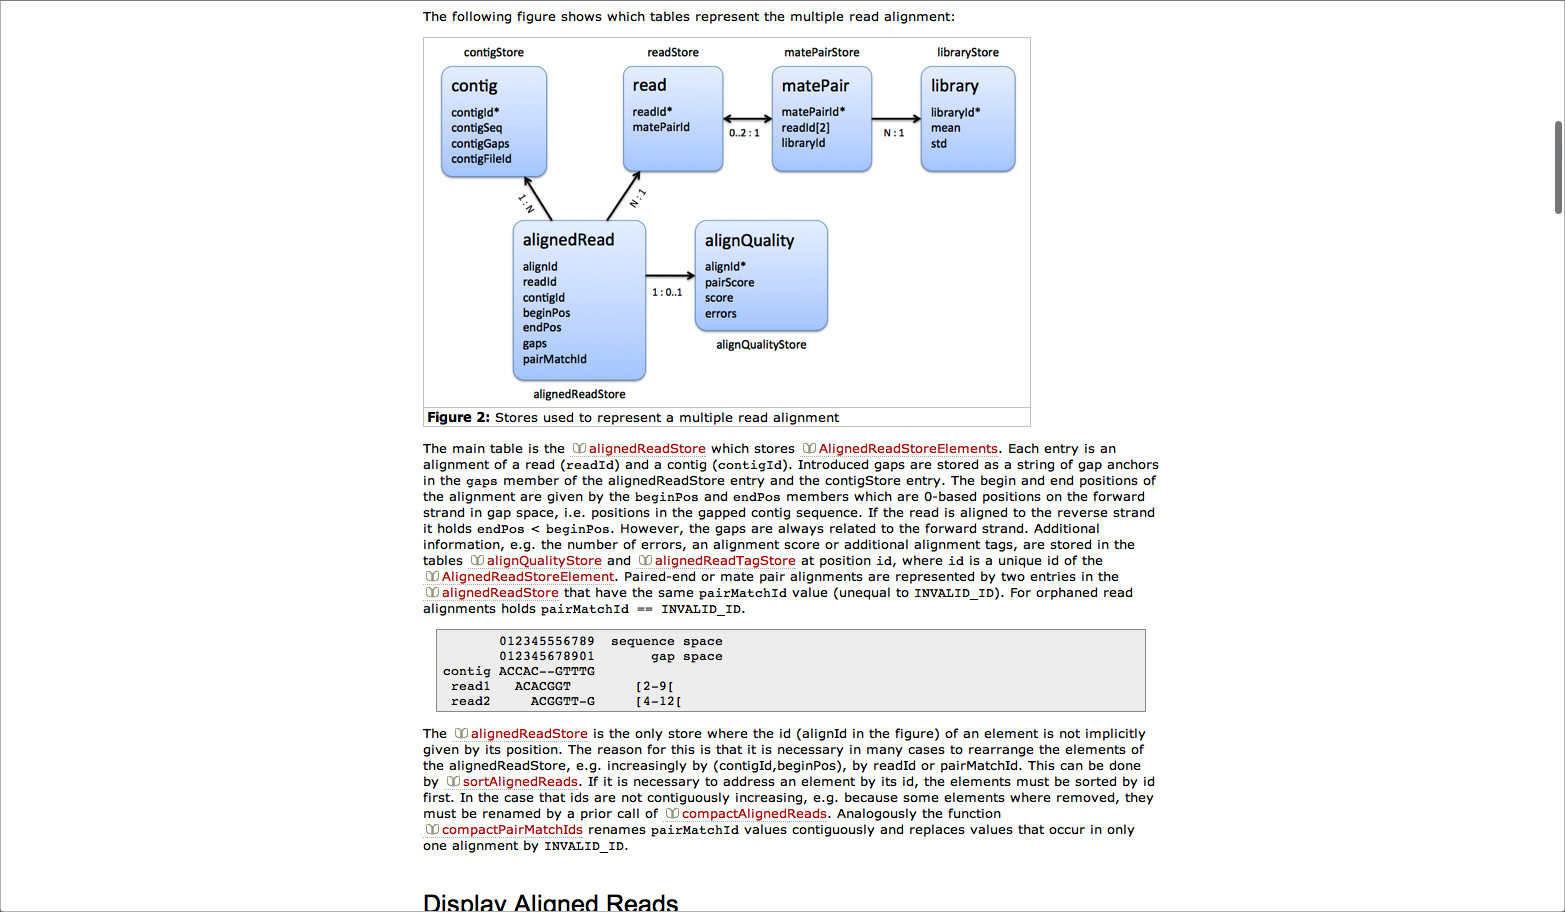 The following figure shows which tables represent the multiple read alignment:
contigStore
readStore
matePairStore
libraryStore
contig
contigId*
contigSeq
contigGaps
contigFileId
read
readId*
matePairId
0..2 : 1
matePair
matePairId*
readId[2]
libraryId
N : 1
library
libraryId*
mean
std
1 : N
N : 1
alignedRead
alignId
readId
contigId
beginPos
endPos
gaps
pairMatchId
1 : 0..1
alignQuality
alignId*
pairScore
score
errors
alignQualityStore
alignedReadStore
Figure 2: Stores used to represent a multiple read alignment
The main table is the alignedReadStore which stores AlignedReadStoreElements. Each entry is an
alignment of a read (readId) and a contig (contigId). Introduced gaps are stored as a string of gap anchors
in the gaps member of the alignedReadStore entry and the contigStore entry. The begin and end positions of
the alignment are given by the beginPos and endPos members which are 0-based positions on the forward
strand in gap space, i.e. positions in the gapped contig sequence. If the read is aligned to the reverse strand
it holds endPos < beginPos. However, the gaps are always related to the forward strand. Additional
information, e.g. the number of errors, an alignment score or additional alignment tags, are stored in the
tables alignQualityStore and alignedReadTagStore at position id, where id is a unique id of the
AlignedReadStoreElement. Paired-end or mate pair alignments are represented by two entries in the
alignedReadStore that have the same pairMatchId value (unequal to INVALID_ID). For orphaned read
alignments holds pairMatchId == INVALID_ID.
012345556789 sequence space
012345678901 gap space
contig ACCAC--GTTTG
read1 ACACGGT [2-9[
read2 ACGGTT-G [4-12[
The alignedReadStore is the only store where the id (alignId in the figure) of an element is not implicitly
given by its position. The reason for this is that it is necessary in many cases to rearrange the elements of
the alignedReadStore, e.g. increasingly by (contigId,beginPos), by readId or pairMatchId. This can be done
by sortAlignedReads. If it is necessary to address an element by its id, the elements must be sorted by id
first. In the case that ids are not contiguously increasing, e.g. because some elements where removed, they
must be renamed by a prior call of compactAlignedReads. Analogously the function
compactPairMatchIds renames pairMatchId values contiguously and replaces values that occur in only
one alignment by INVALID_ID.
Display Aligned Reads